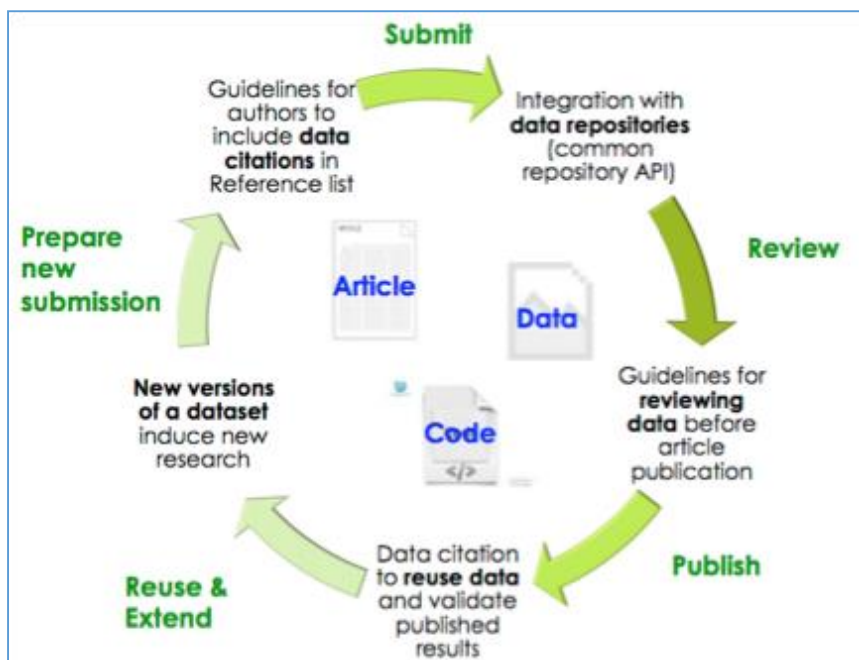 Submit
Guidelines for
authors to
include data
citations in
Reference list
Integration with
data repositories
(common
repository API)
Prepare
new
submission
Review
Article
Data
New versions
of a dataset
induce new
research
Code
</>
Guidelines for
reviewing
data before
article
publication
Data citation
to reuse data
and validate
published
results
Reuse &
Extend
Publish